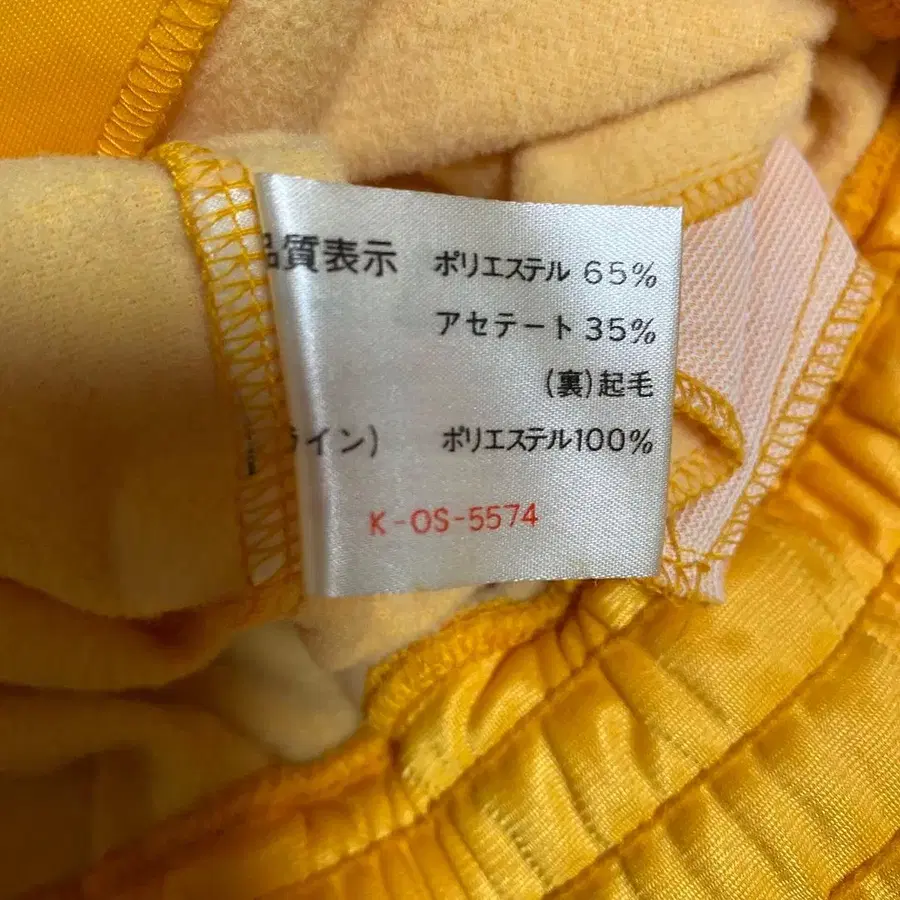 品質表示 ポリエステル 65%
アセテート 35%
(裏)起毛
ライン) ポリエステル100%
K-OS-5574